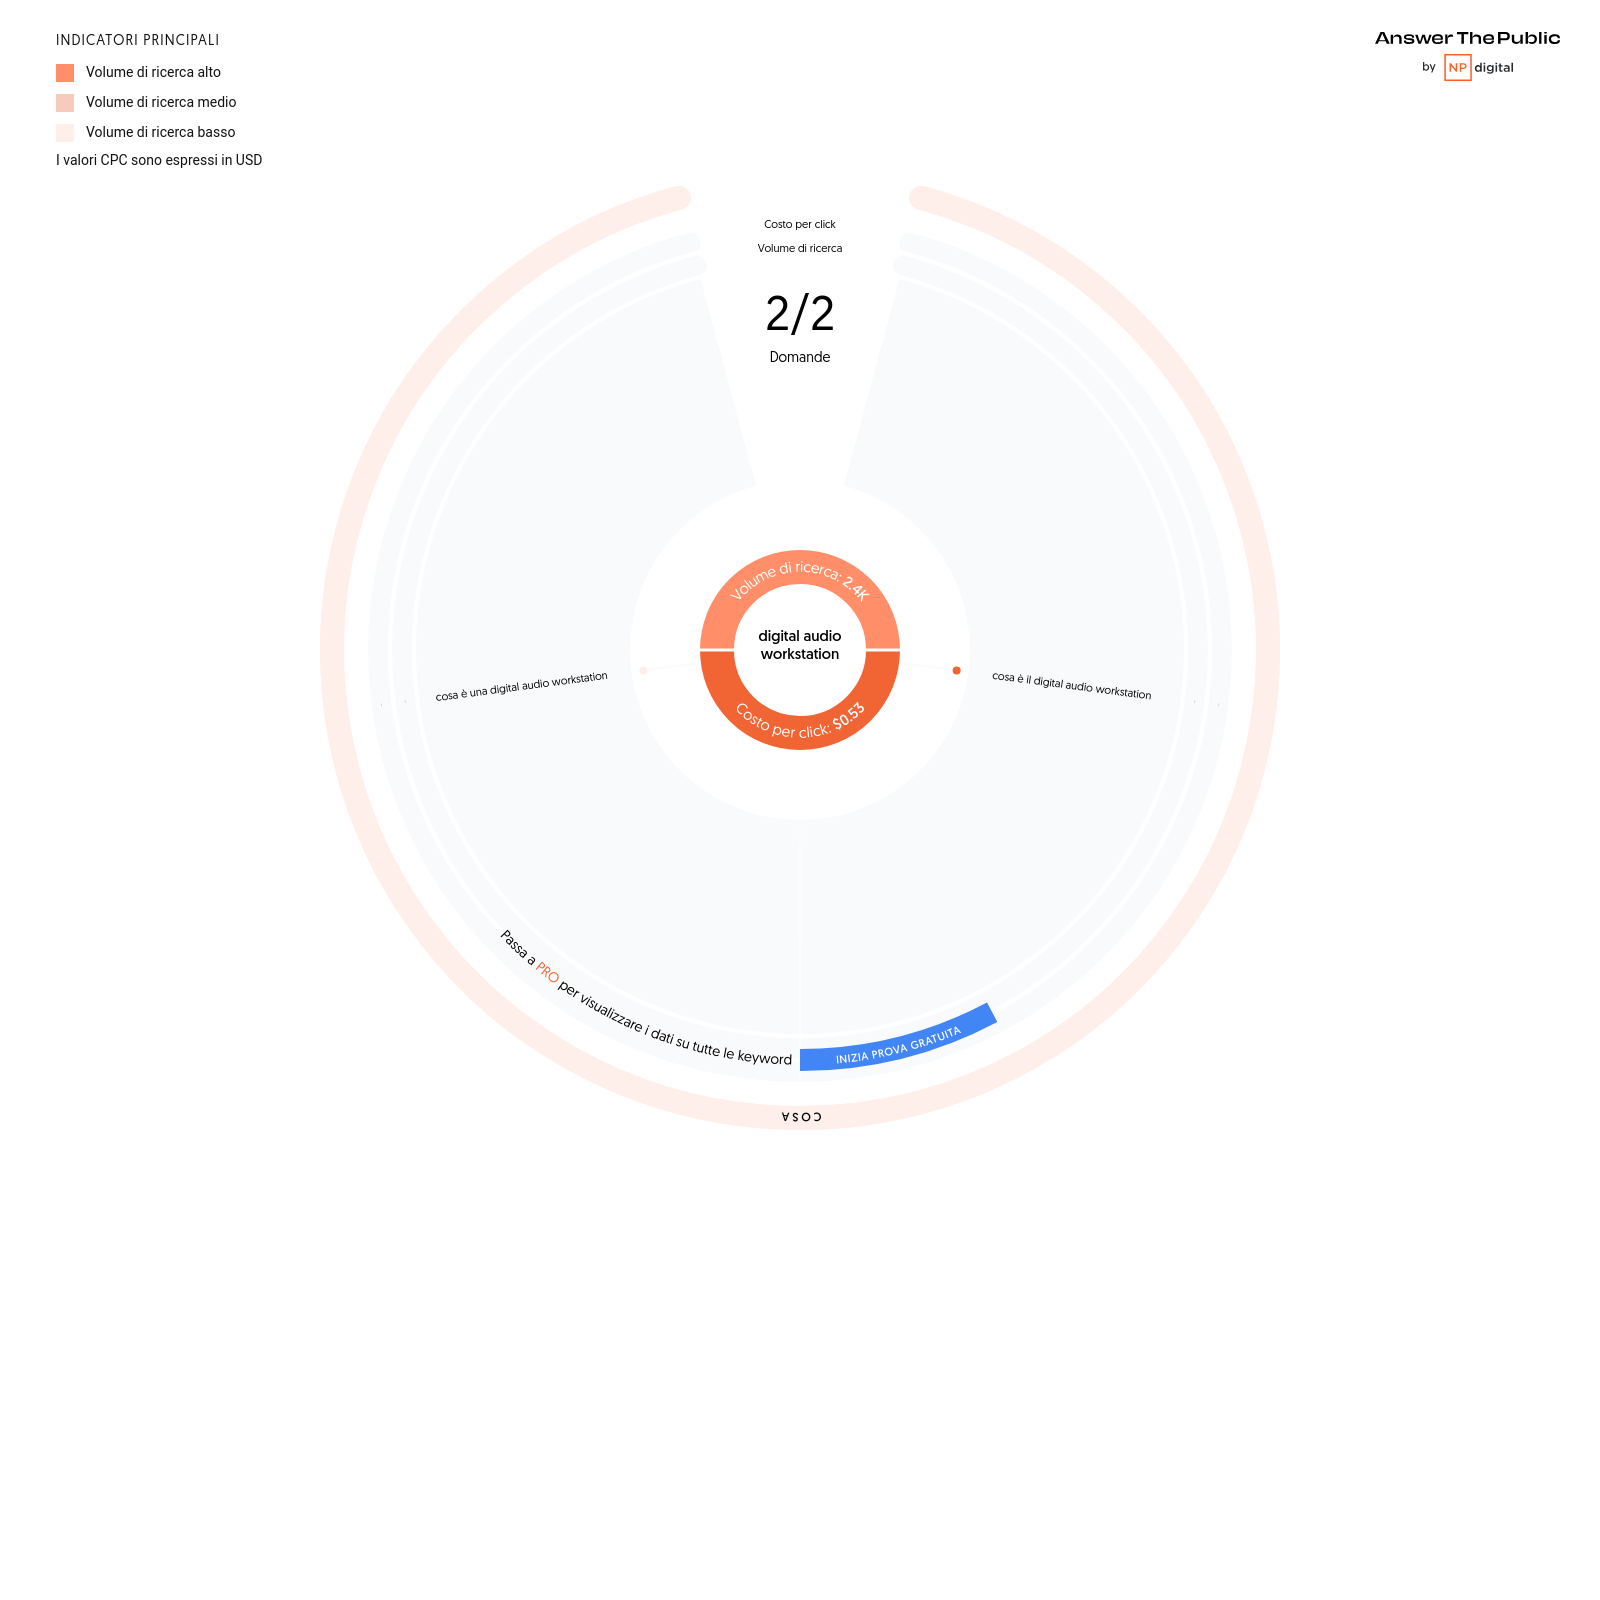 INDICATORI PRINCIPALI
Volume di ricerca alto
Volume di ricerca medio
Volume di ricerca basso
I valori CPC sono espressi in USD
Answer The Public
by NP digital
Costo per click
Volume di ricerca
2/2
Domande
Volume di ricerca: 2.4K
digital audio
workstation
Costo per click: $0.53
cosa è una digital audio workstation
cosa è il digital audio workstation
Passa a PRO per visualizzare i dati su tutte le keyword
INIZIA PROVA GRATUITA
COSA